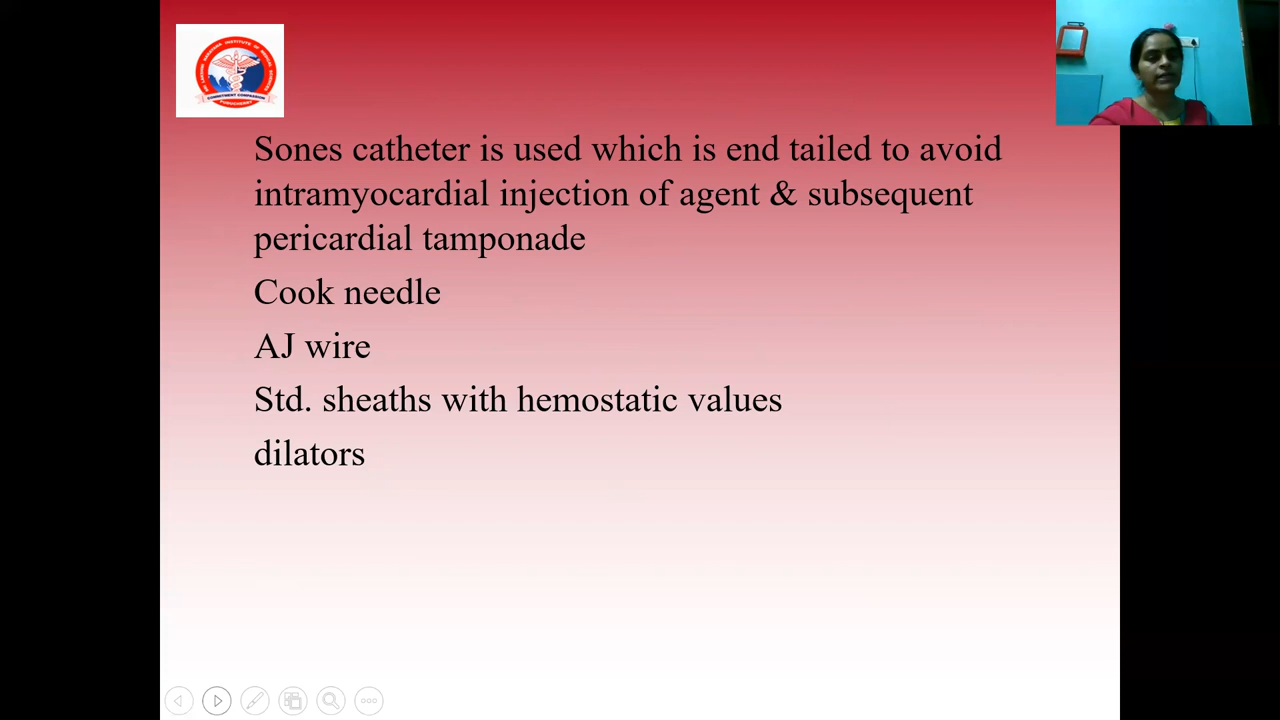 Sones catheter is used which is end tailed to avoid
intramyocardial injection of agent & subsequent
pericardial tamponade
Cook needle
AJ wire
Std. sheaths with hemostatic values
dilators